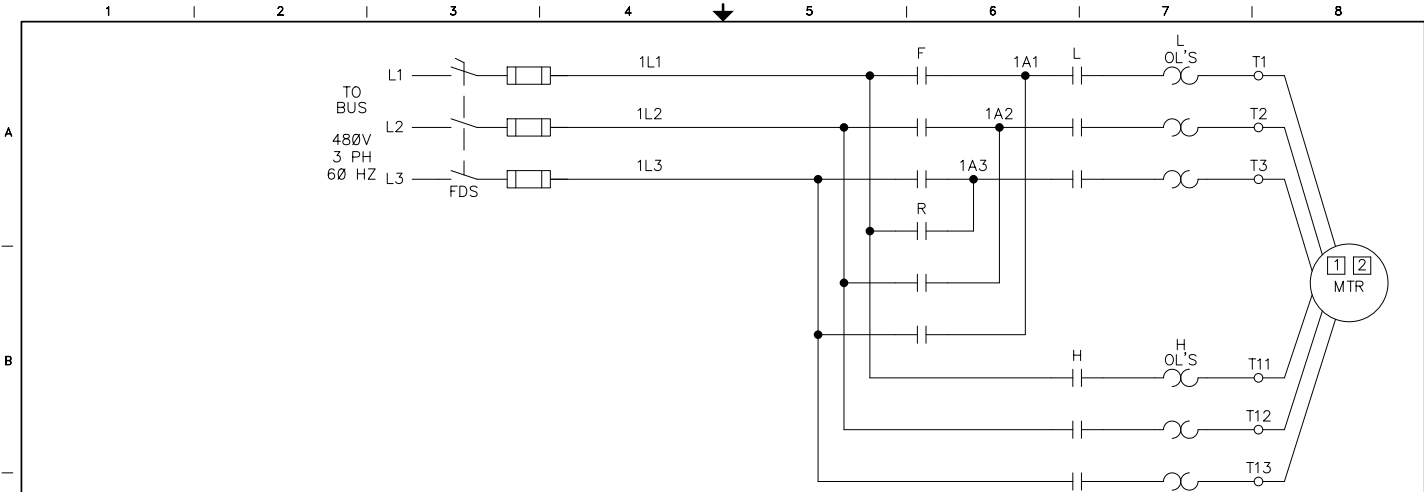 1 2 3 4 5 6 7 8
A
B
L1
TO
BUS
L2
480V
3 PH
60 HZ
L3
FDS
1L1
1L2
1L3
F
1A1
L
L
OL'S
T1
1A2
T2
1A3
T3
R
1 2
MTR
H
H
OL'S
T11
T12
T13